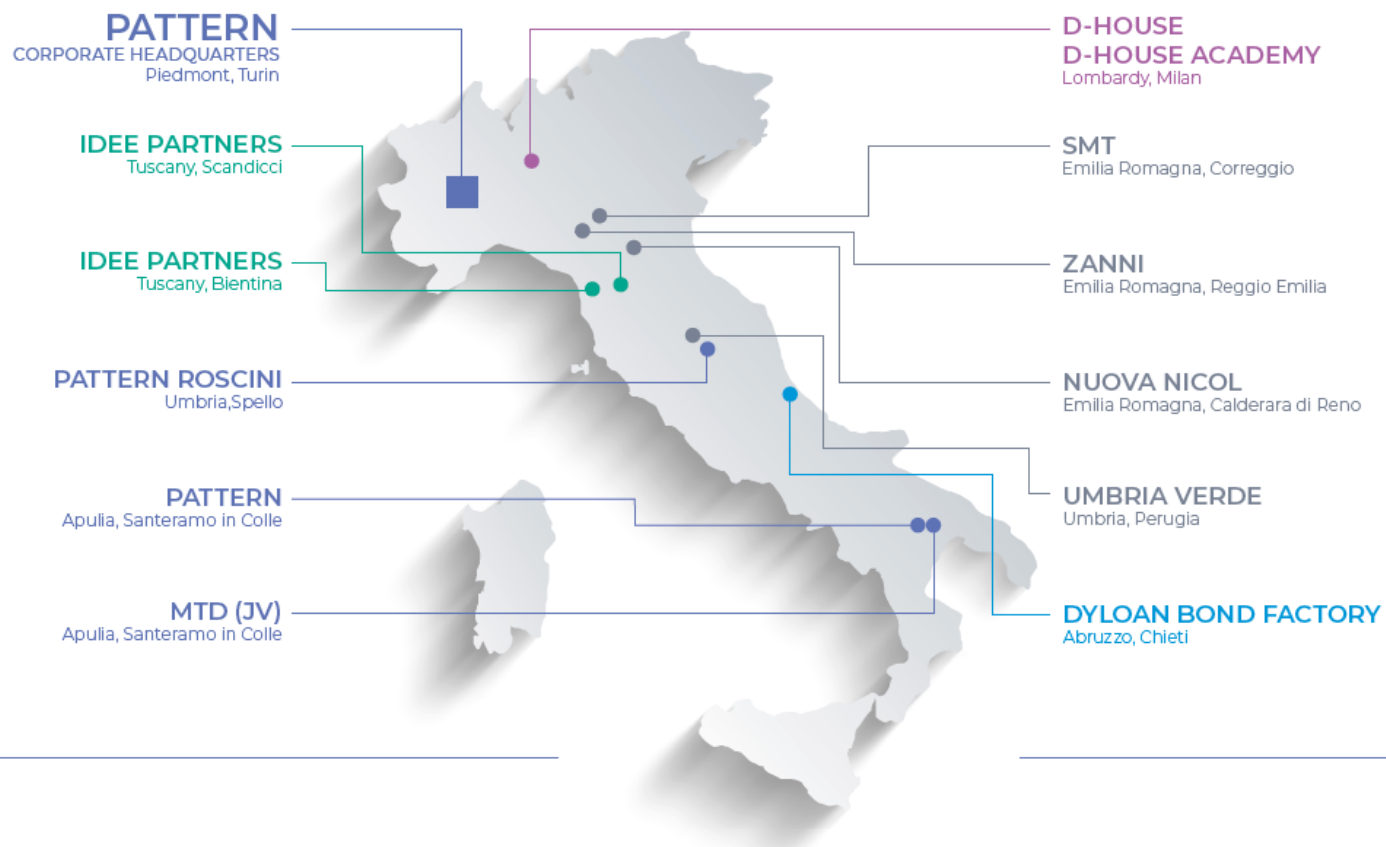 PATTERN
CORPORATE HEADQUARTERS
Piedmont, Turin
IDEE PARTNERS
Tuscany, Scandicci
IDEE PARTNERS
Tuscany, Bientina
PATTERN ROSCINI
Umbria,Spello
PATTERN
Apulia, Santeramo in Colle
MTD (JV)
Apulia, Santeramo in Colle
D-HOUSE
D-HOUSE ACADEMY
Lombardy, Milan
SMT
Emilia Romagna, Correggio
ZANNI
Emilia Romagna, Reggio Emilia
NUOVA NICOL
Emilia Romagna, Calderara di Reno
UMBRIA VERDE
Umbria, Perugia
DYLOAN BOND FACTORY
Abruzzo, Chieti